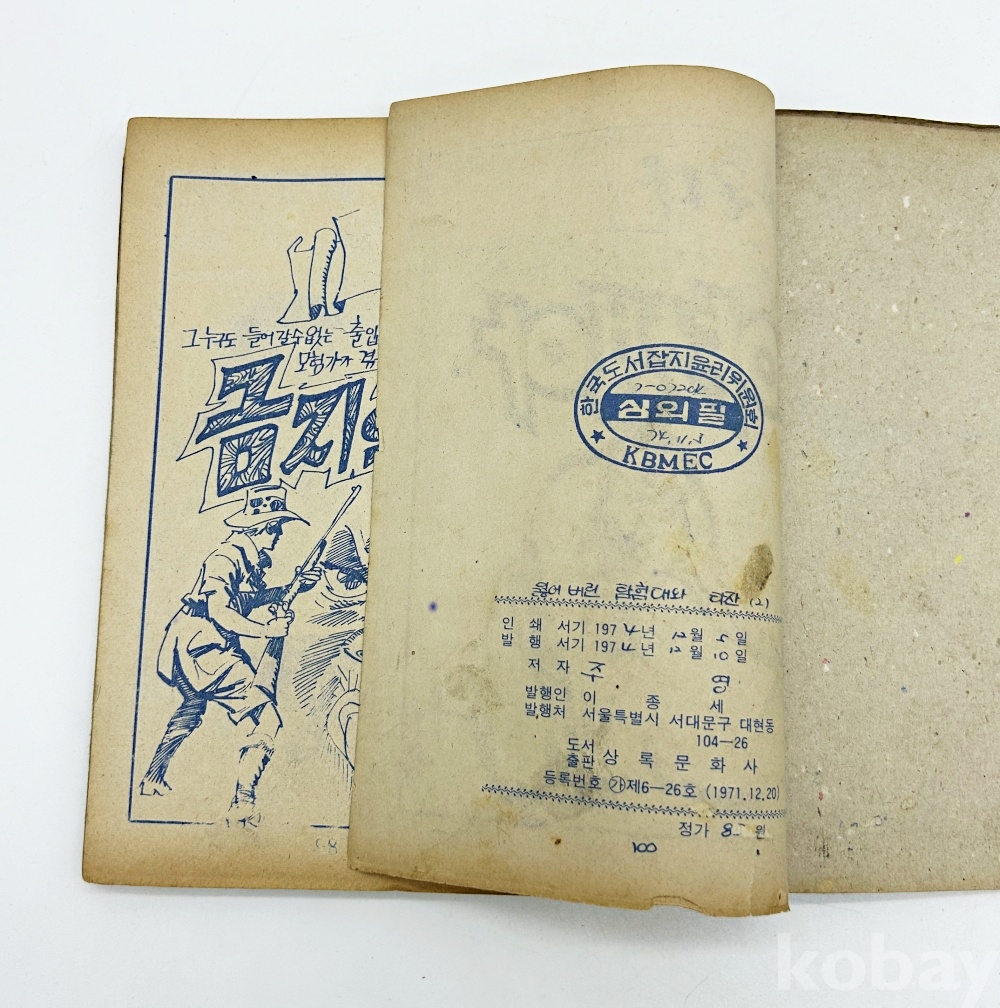 그 누구도 들어갈수 없는 출입
모험가가 겪
금지
한국도서잡지윤리위원회
심의필
KBMEC
잃어버린 탐험대와 타잔 (2)
인쇄 서기 1974년 12월 5일
발행 서기 1974년 12월 10일
저자 주 명
발행인 이 종 세
발행처 서울특별시 서대문구 대현동
104—26
도서출판 상록문화사
등록번호 ㉮제6—26호 (1971.12.20)
정가 원
100
kobay